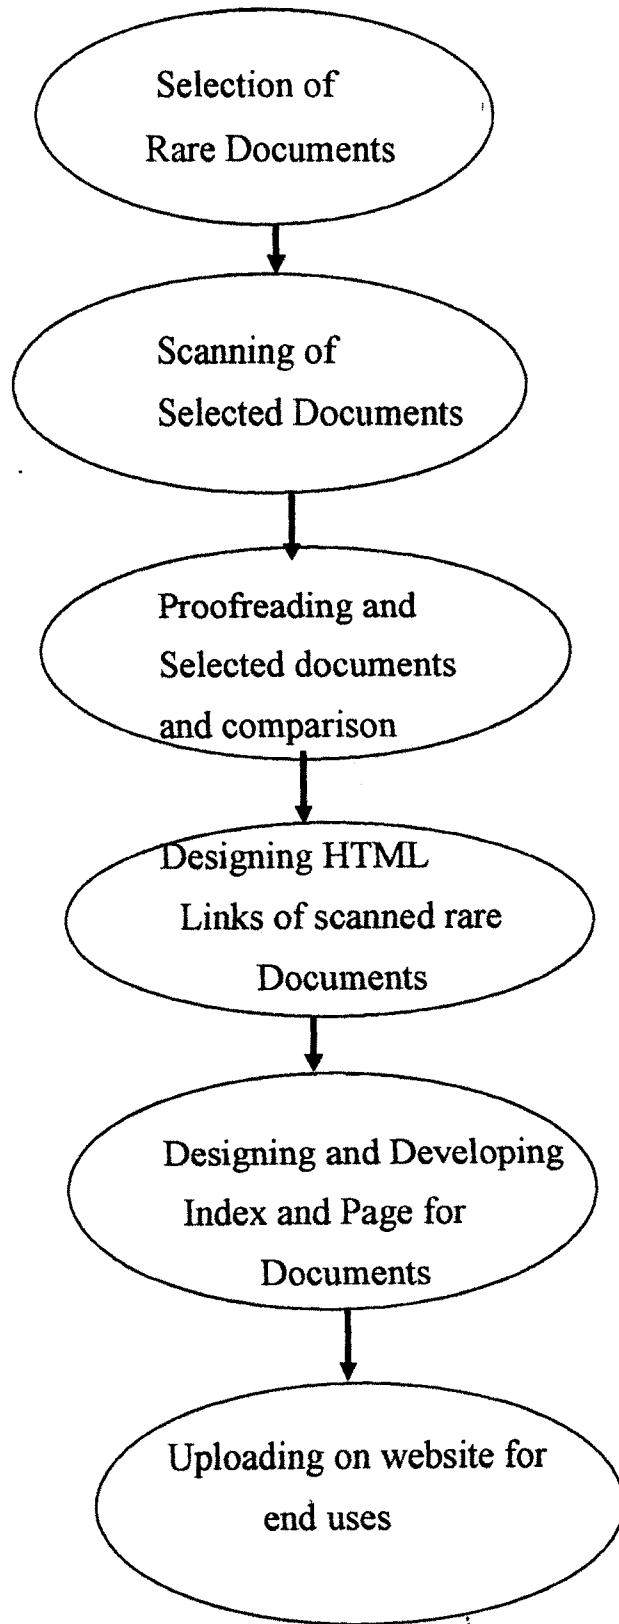 Selection of
Rare Documents
Scanning of
Selected Documents
Proofreading and
Selected documents
and comparison
Designing HTML
Links of scanned rare
Documents
Designing and Developing
Index and Page for
Documents
Uploading on website for
end uses